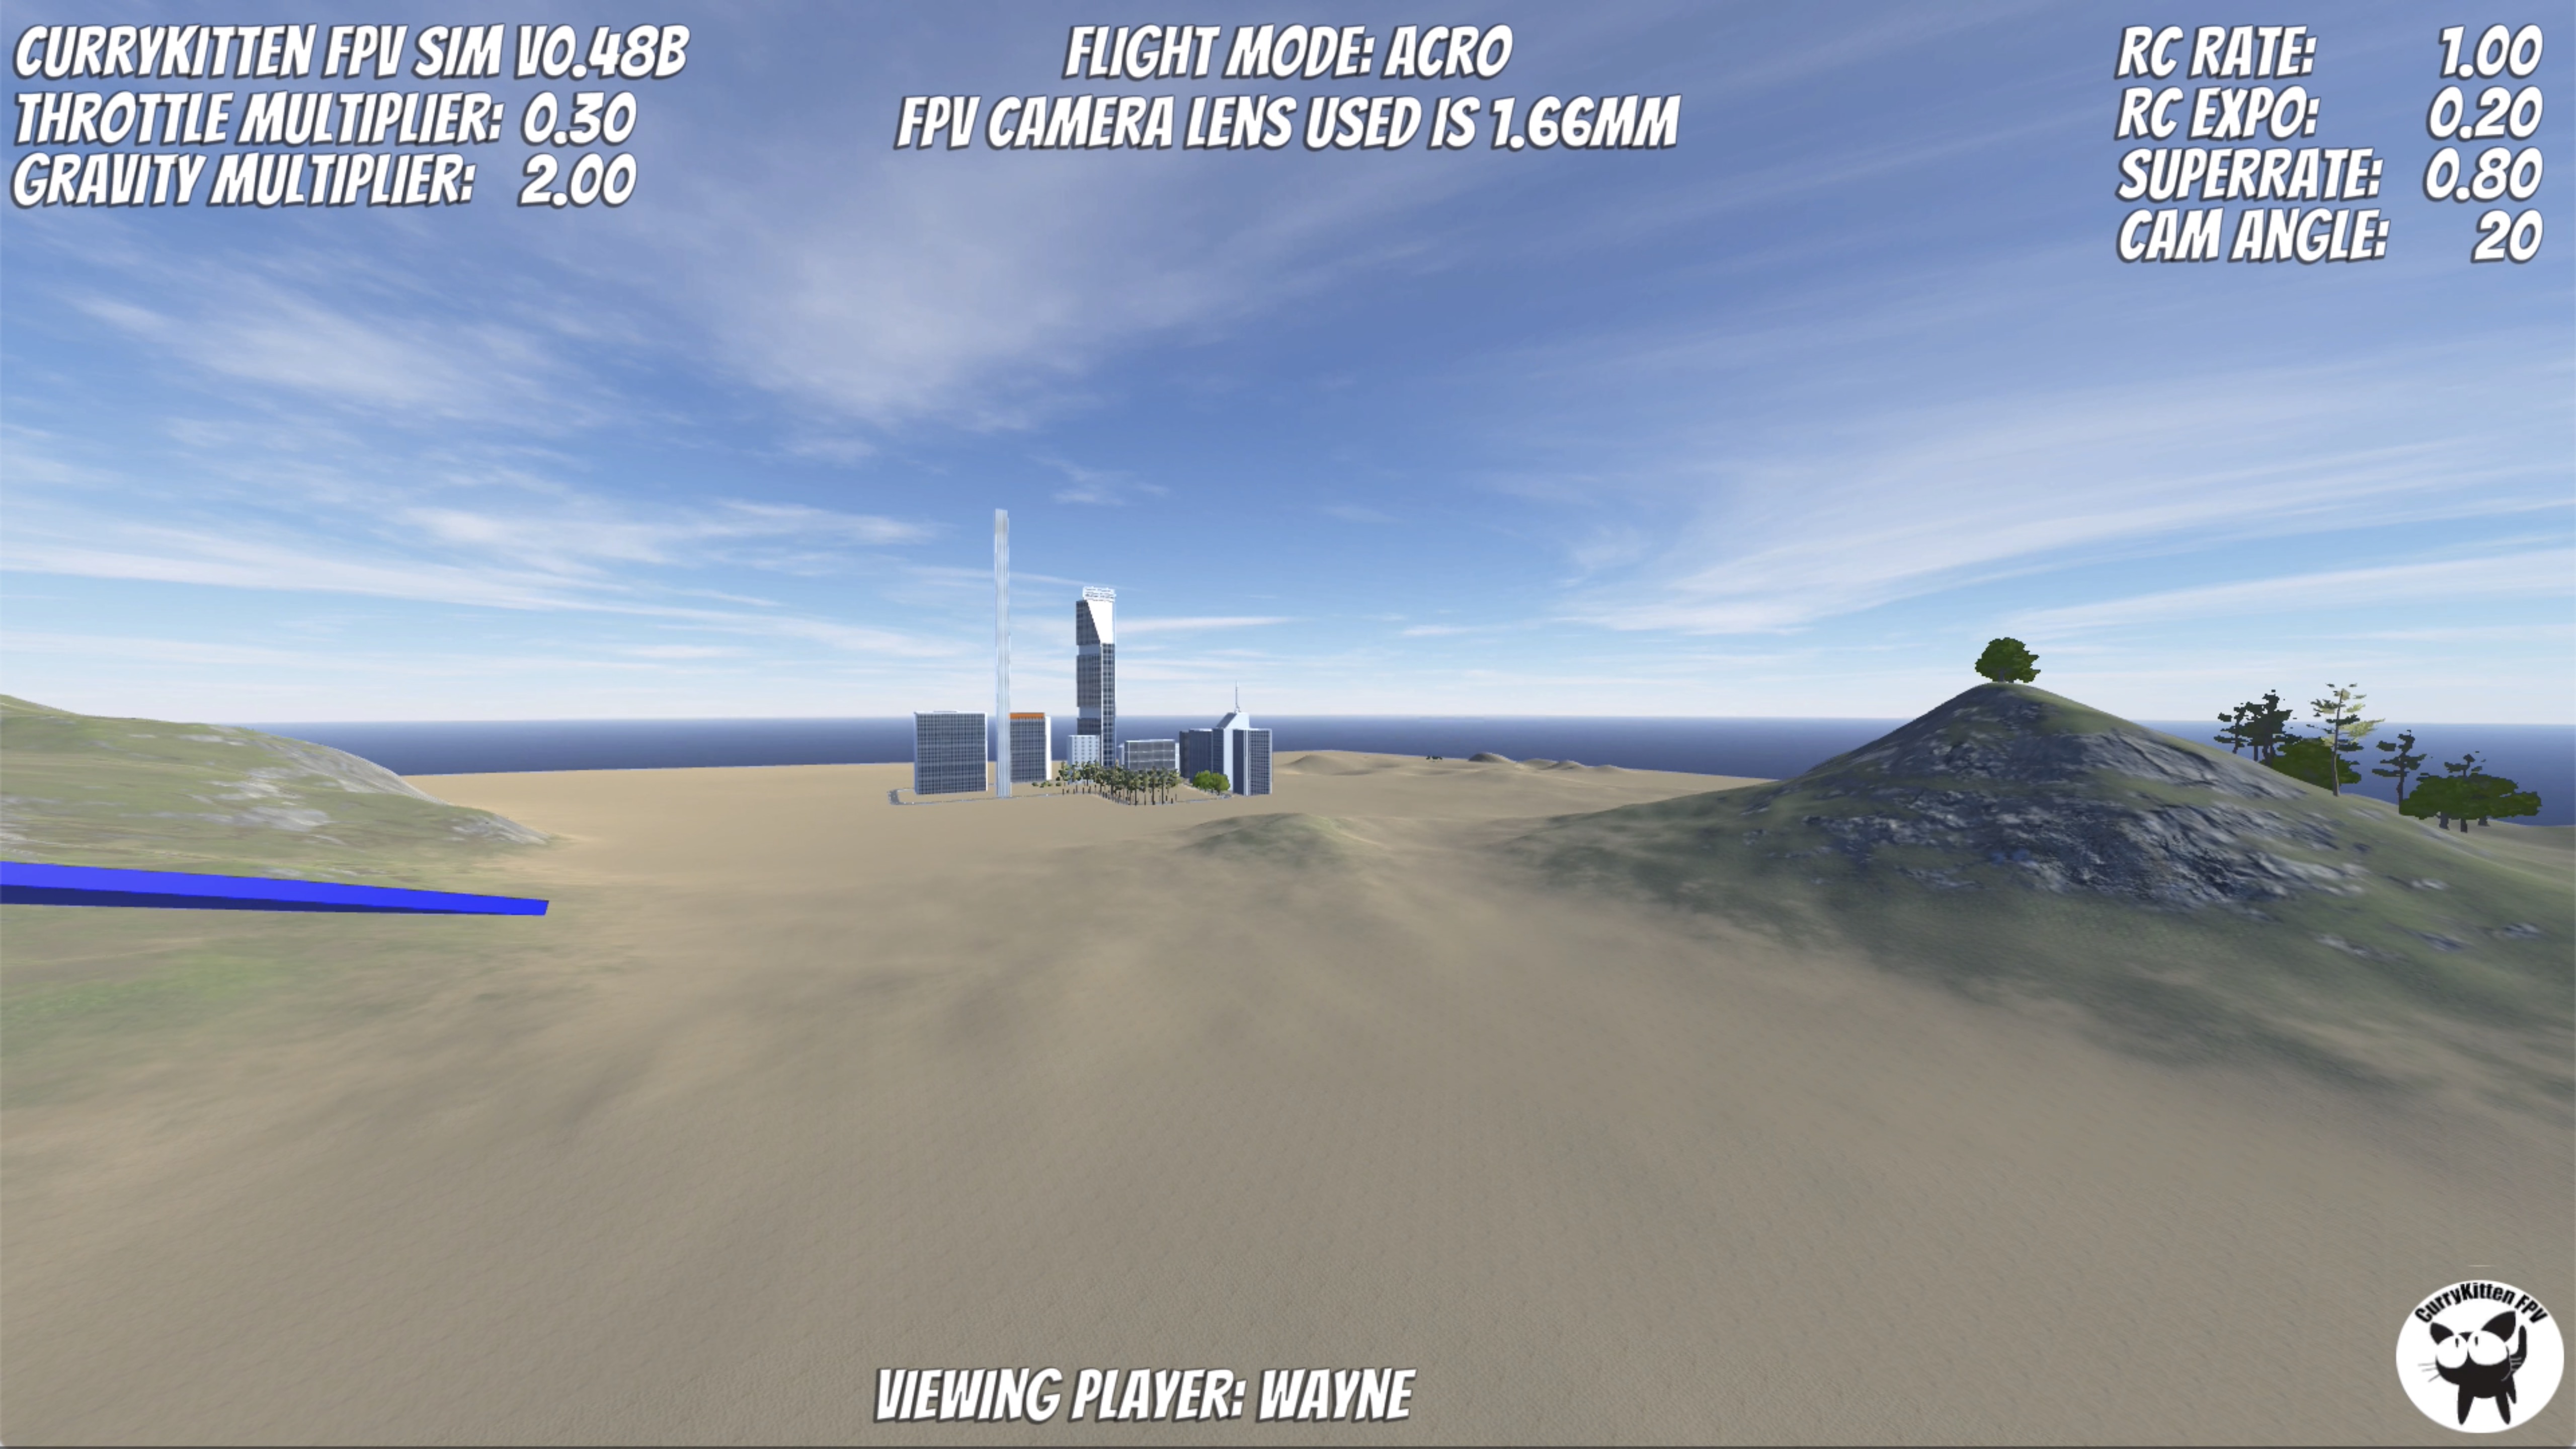 CURRYKITTEN FPV SIM V0.48B
THROTTLE MULTIPLIER: 0.30
GRAVITY MULTIPLIER: 2.00
FLIGHT MODE: ACRO
FPV CAMERA LENS USED IS 1.66MM
RC RATE: 1.00
RC EXPO: 0.20
SUPERRATE: 0.80
CAM ANGLE: 20
VIEWING PLAYER: WAYNE
CurryKitten FPV